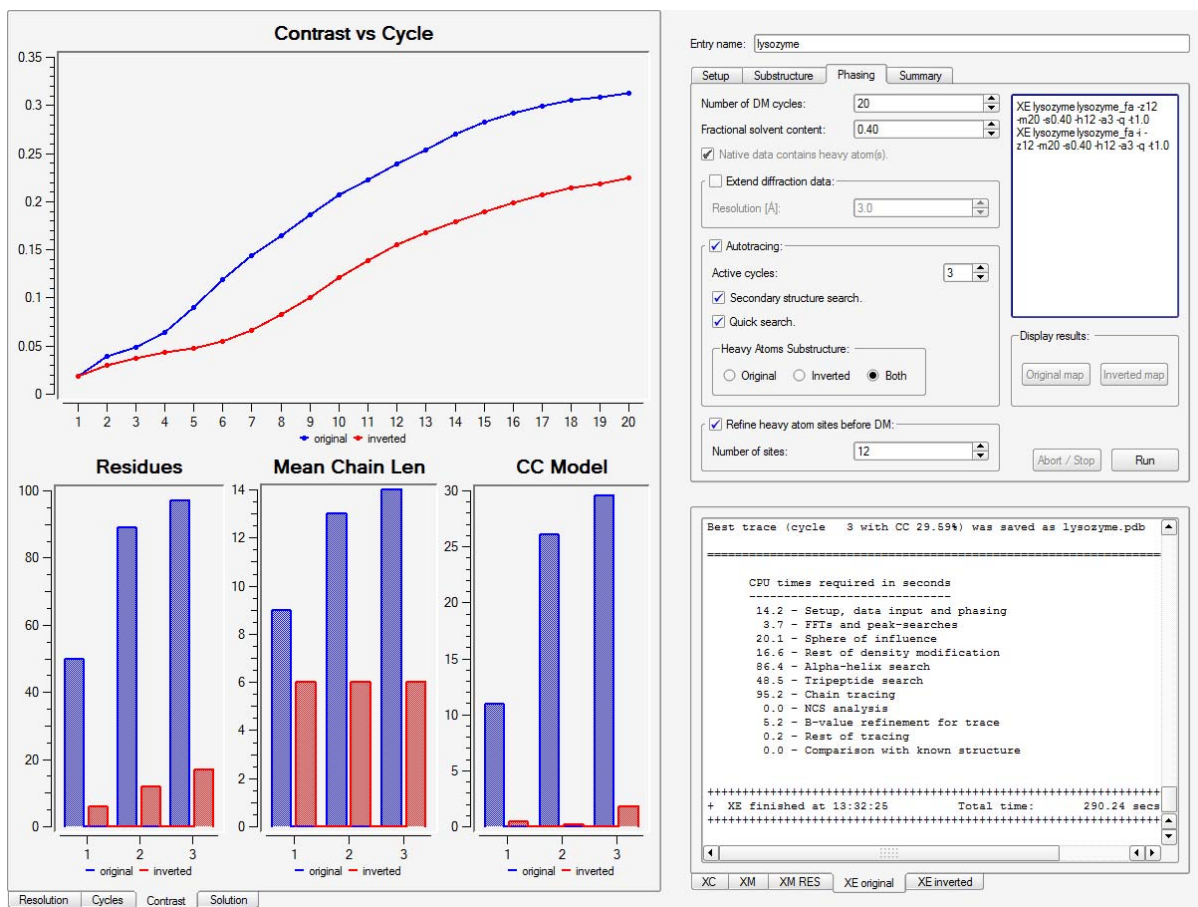 Contrast vs Cycle
0.35
0.3
0.25
0.2
0.15
0.1
0.05
0
1 2 3 4 5 6 7 8 9 10 11 12 13 14 15 16 17 18 19 20
original inverted
Residues
100
80
60
40
20
0
1 2 3
original inverted
Mean Chain Len
14
12
10
8
6
4
2
0
1 2 3
original inverted
CC Model
30
25
20
15
10
5
0
1 2 3
original inverted
Resolution Cycles Contrast Solution
Entry name: lysozyme
Setup Substructure Phasing Summary
Number of DM cycles: 20
Fractional solvent content: 0.40
Native data contains heavy atom(s).
Extend diffraction data:
Resolution [Å]: 3.0
Autotracing:
Active cycles: 3
Secondary structure search.
Quick search.
Heavy Atoms Substructure:
Original Inverted Both
Refine heavy atom sites before DM:
Number of sites: 12
XE lysozyme lysozyme_fa -z12
-m20 -s0.40 -h12 -a3 -q -t1.0
XE lysozyme lysozyme_fa -i -
z12 -m20 -s0.40 -h12 -a3 -q -t1.0
Display results:
Original map Inverted map
Abort / Stop Run
Best trace (cycle 3 with CC 29.59%) was saved as lysozyme.pdb
==================================================================
CPU times required in seconds
-----------------------------
14.2 - Setup, data input and phasing
3.7 - FFTs and peak-searches
20.1 - Sphere of influence
16.6 - Rest of density modification
86.4 - Alpha-helix search
48.5 - Tripeptide search
95.2 - Chain tracing
0.0 - NCS analysis
5.2 - B-value refinement for trace
0.2 - Rest of tracing
0.0 - Comparison with known structure
++++++++++++++++++++++++++++++++++++++++++++++++++++++++++++++++++
+ XE finished at 13:32:25 Total time: 290.24 secs
++++++++++++++++++++++++++++++++++++++++++++++++++++++++++++++++++
XC XM XM RES XE original XE inverted